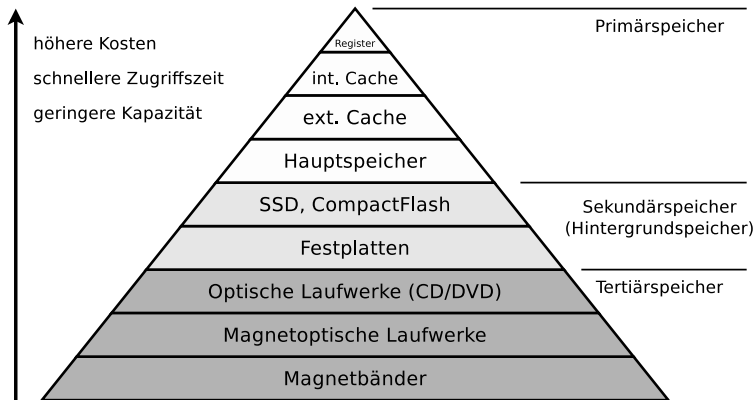 höhere Kosten
schnellere Zugriffszeit
geringere Kapazität
Register
int. Cache
ext. Cache
Hauptspeicher
SSD, CompactFlash
Festplatten
Optische Laufwerke (CD/DVD)
Magnetoptische Laufwerke
Magnetbänder
Primärspeicher
Sekundärspeicher
(Hintergrundspeicher)
Tertiärspeicher